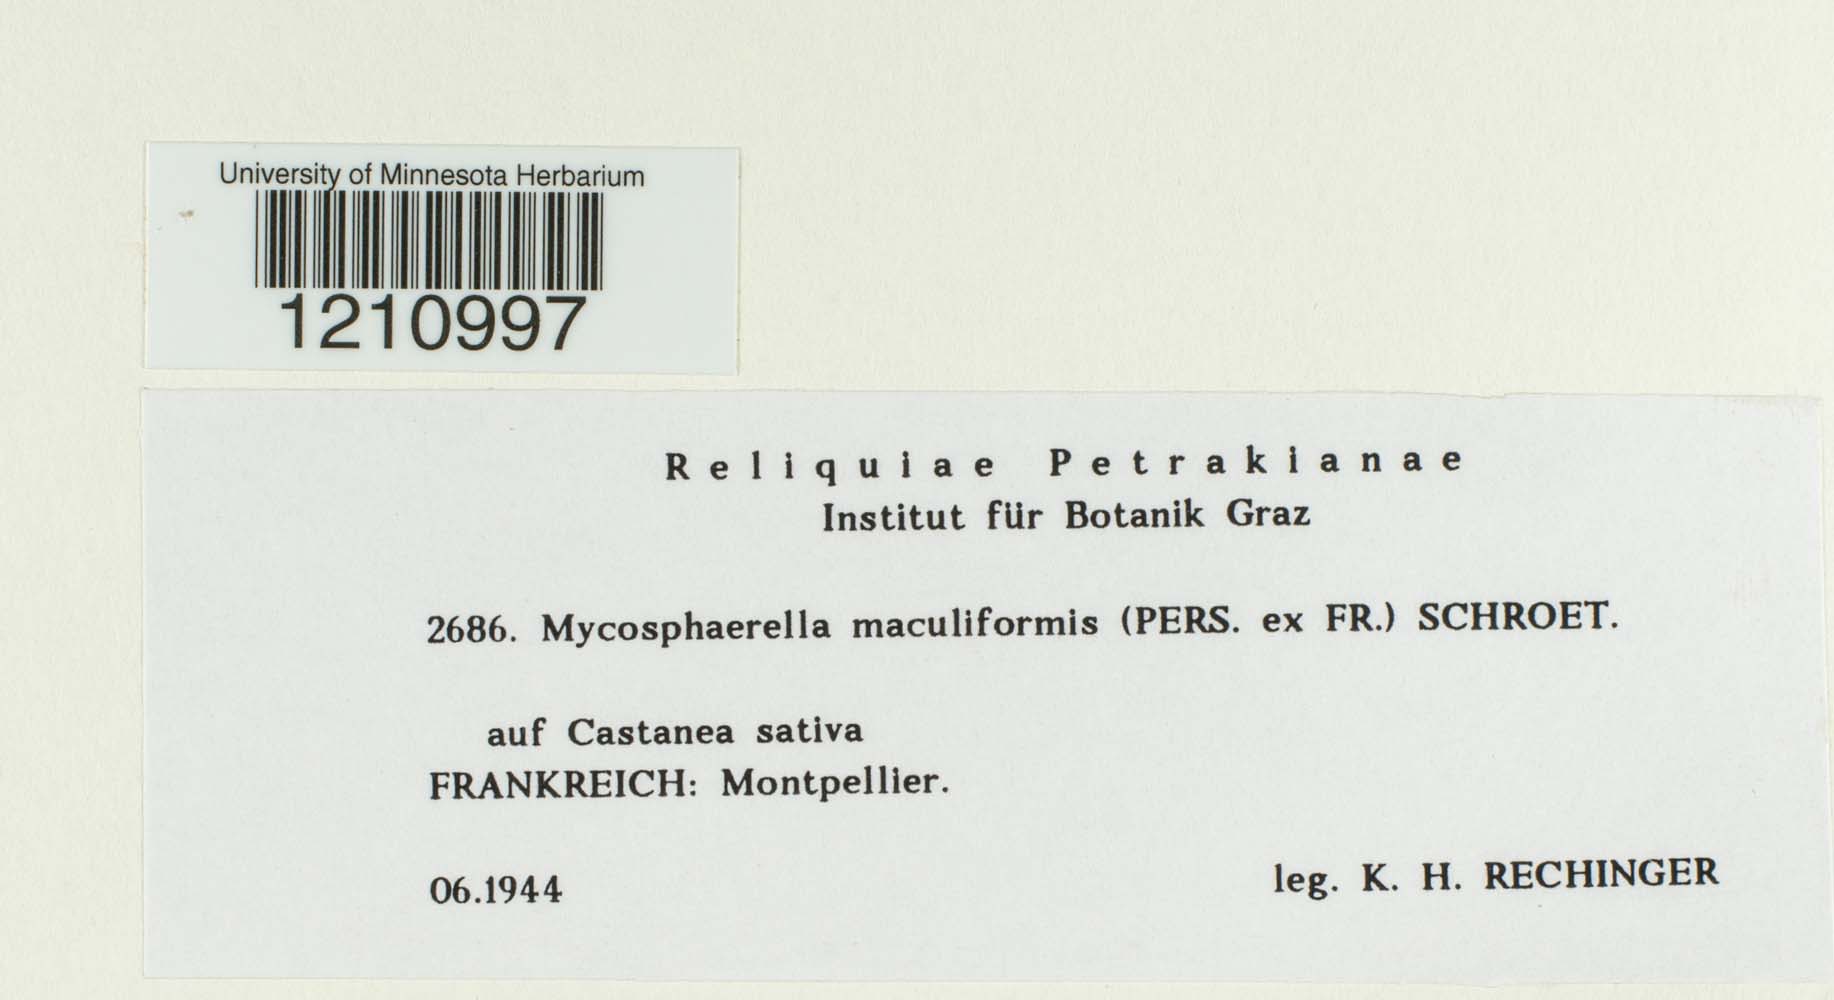 University of Minnesota Herbarium
1210997
Reliquiae Petrakianae
Institut für Botanik Graz
2686. Mycosphaerella maculiformis (PERS. ex FR.) SCHROET.
auf Castanea sativa
FRANKREICH: Montpellier.
06.1944 leg. K. H. RECHINGER